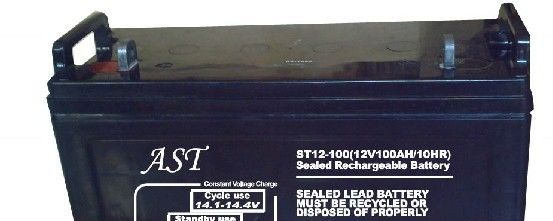 AST
ST12-100(12V100AH/10HR)
Sealed Rechargeable Battery
Constant Voltage Charge
Cycle use
14.1-14.4V
Standby use
SEALED LEAD BATTERY
MUST BE RECYCLED OR
DISPOSED OF PROPERLY